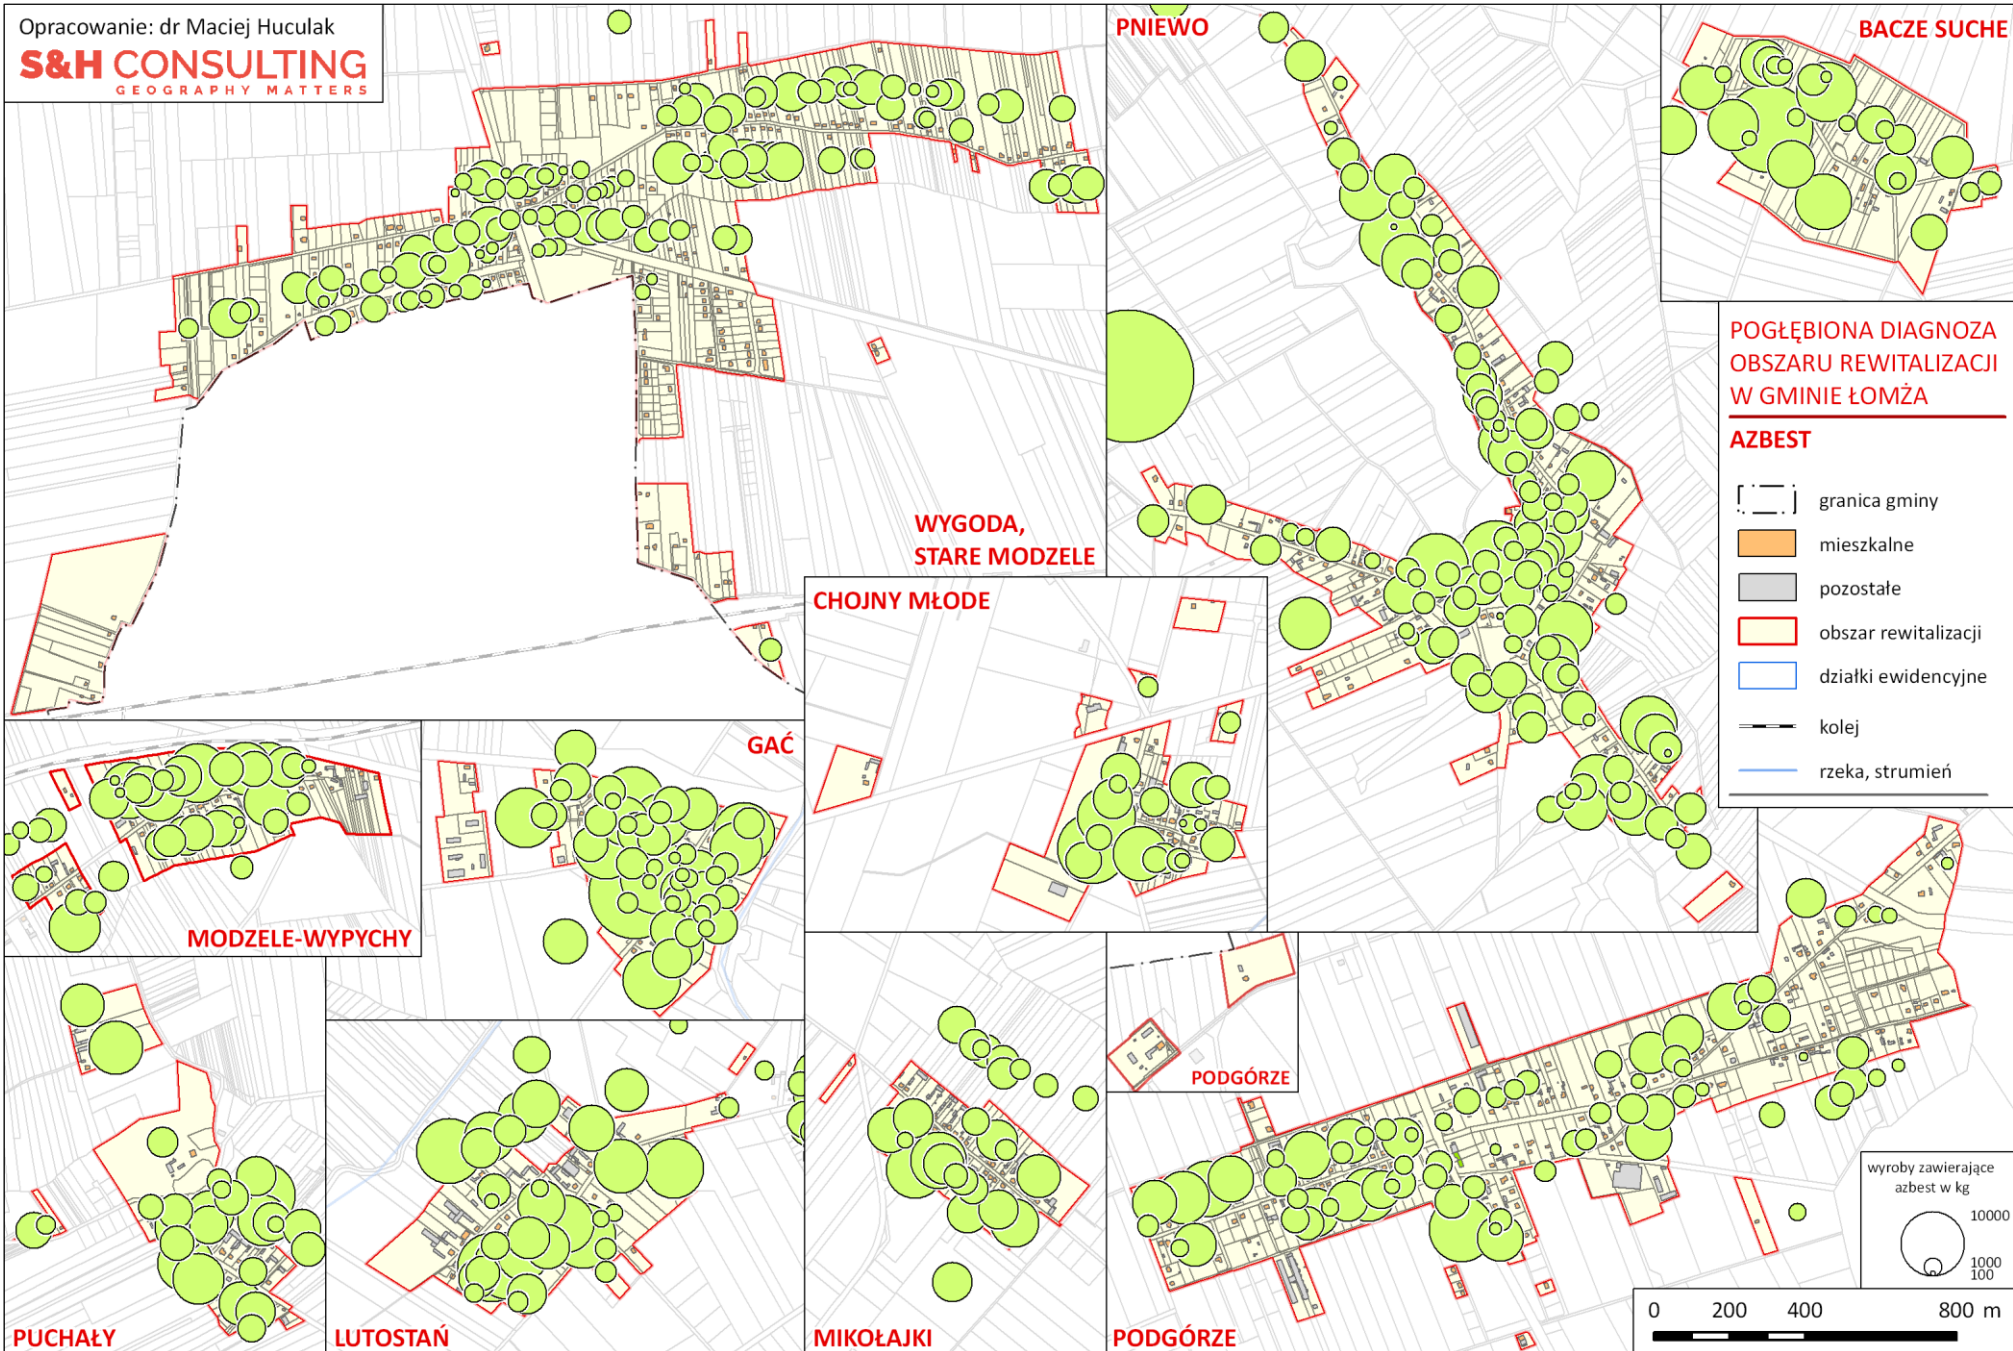 Opracowanie: dr Maciej Huculak
S&H CONSULTING
GEOGRAPHY MATTERS
PNIEWO
BACZE SUCHE
POGŁĘBIONA DIAGNOZA
OBSZARU REWITALIZACJI
W GMINIE ŁOMŻA
AZBEST
granica gminy
mieszkalne
pozostałe
obszar rewitalizacji
działki ewidencyjne
kolej
rzeka, strumień
WYGODA,
STARE MODZELE
CHOJNY MŁODE
GAĆ
MODZELE-WYPYCHY
PODGÓRZE
wyroby zawierające
azbest w kg
10000
1000
100
0 200 400 800 m
PUCHAŁY
LUTOSTAŃ
MIKOŁAJKI
PODGÓRZE